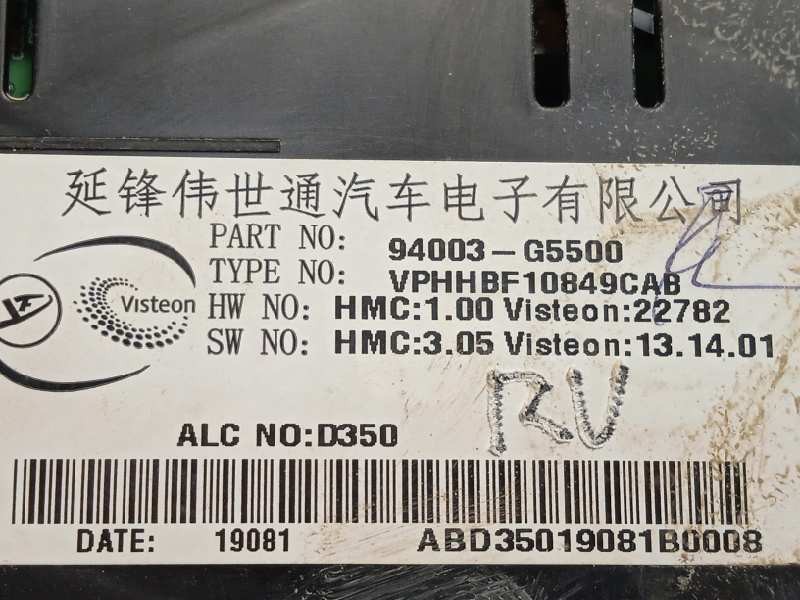 延锋伟世通汽车电子有限公司
PART NO: 94003-G5500
TYPE NO: VPHHBF10849CAB
Visteon
HW NO: HMC:1.00 Visteon:22782
SW NO: HMC:3.05 Visteon:13.14.01
RU
ALC NO:D350
DATE: 19081 ABD35019081B0008